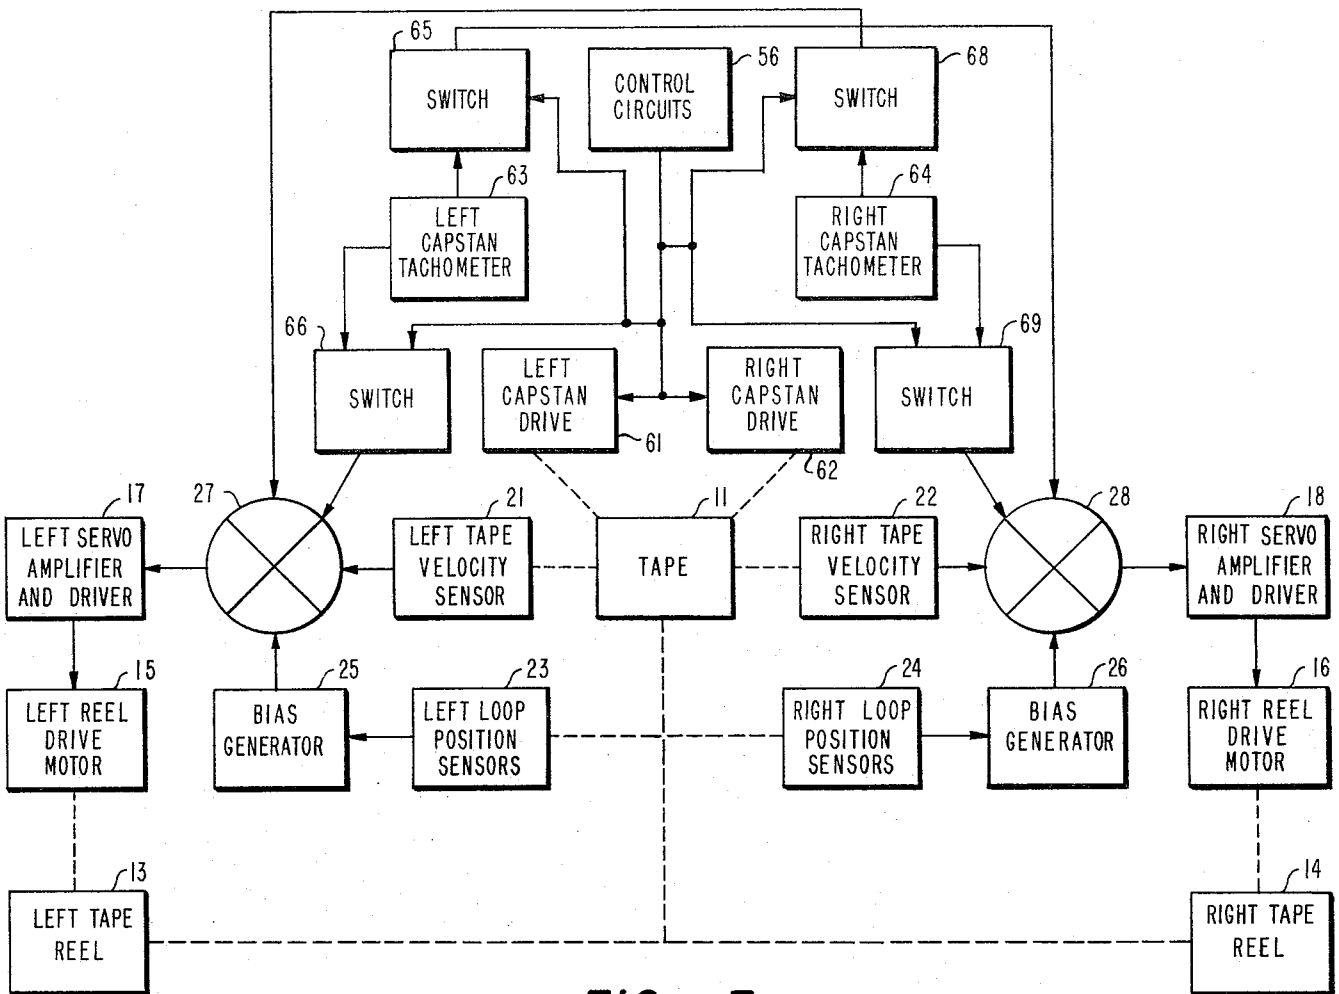 65
SWITCH
56
CONTROL
CIRCUITS
68
SWITCH
63
LEFT
CAPSTAN
TACHOMETER
64
RIGHT
CAPSTAN
TACHOMETER
66
SWITCH
LEFT
CAPSTAN
DRIVE
61
RIGHT
CAPSTAN
DRIVE
62
69
SWITCH
17
LEFT SERVO
AMPLIFIER
AND DRIVER
27
21
LEFT TAPE
VELOCITY
SENSOR
11
TAPE
22
RIGHT TAPE
VELOCITY
SENSOR
28
18
RIGHT SERVO
AMPLIFIER
AND DRIVER
15
LEFT REEL
DRIVE
MOTOR
25
BIAS
GENERATOR
23
LEFT LOOP
POSITION
SENSORS
24
RIGHT LOOP
POSITION
SENSORS
26
BIAS
GENERATOR
16
RIGHT REEL
DRIVE
MOTOR
13
LEFT TAPE
REEL
14
RIGHT TAPE
REEL